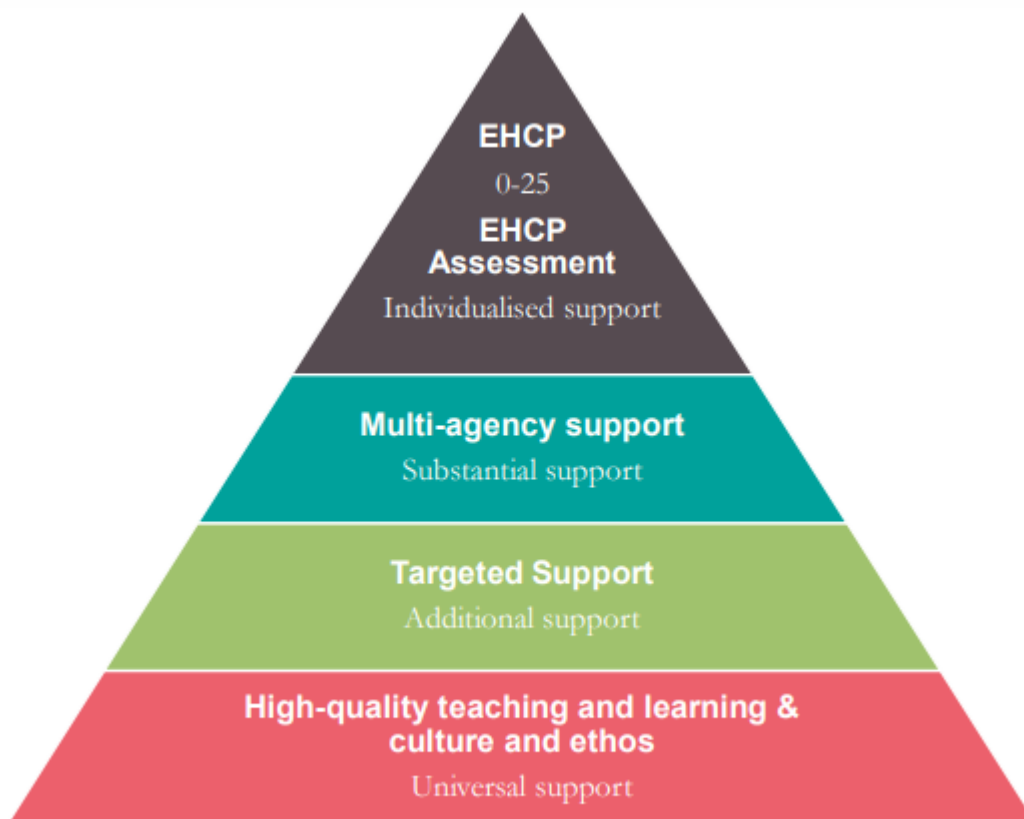 EHCP
0-25
EHCP
Assessment
Individualised support
Multi-agency support
Substantial support
Targeted Support
Additional support
High-quality teaching and learning &
culture and ethos
Universal support